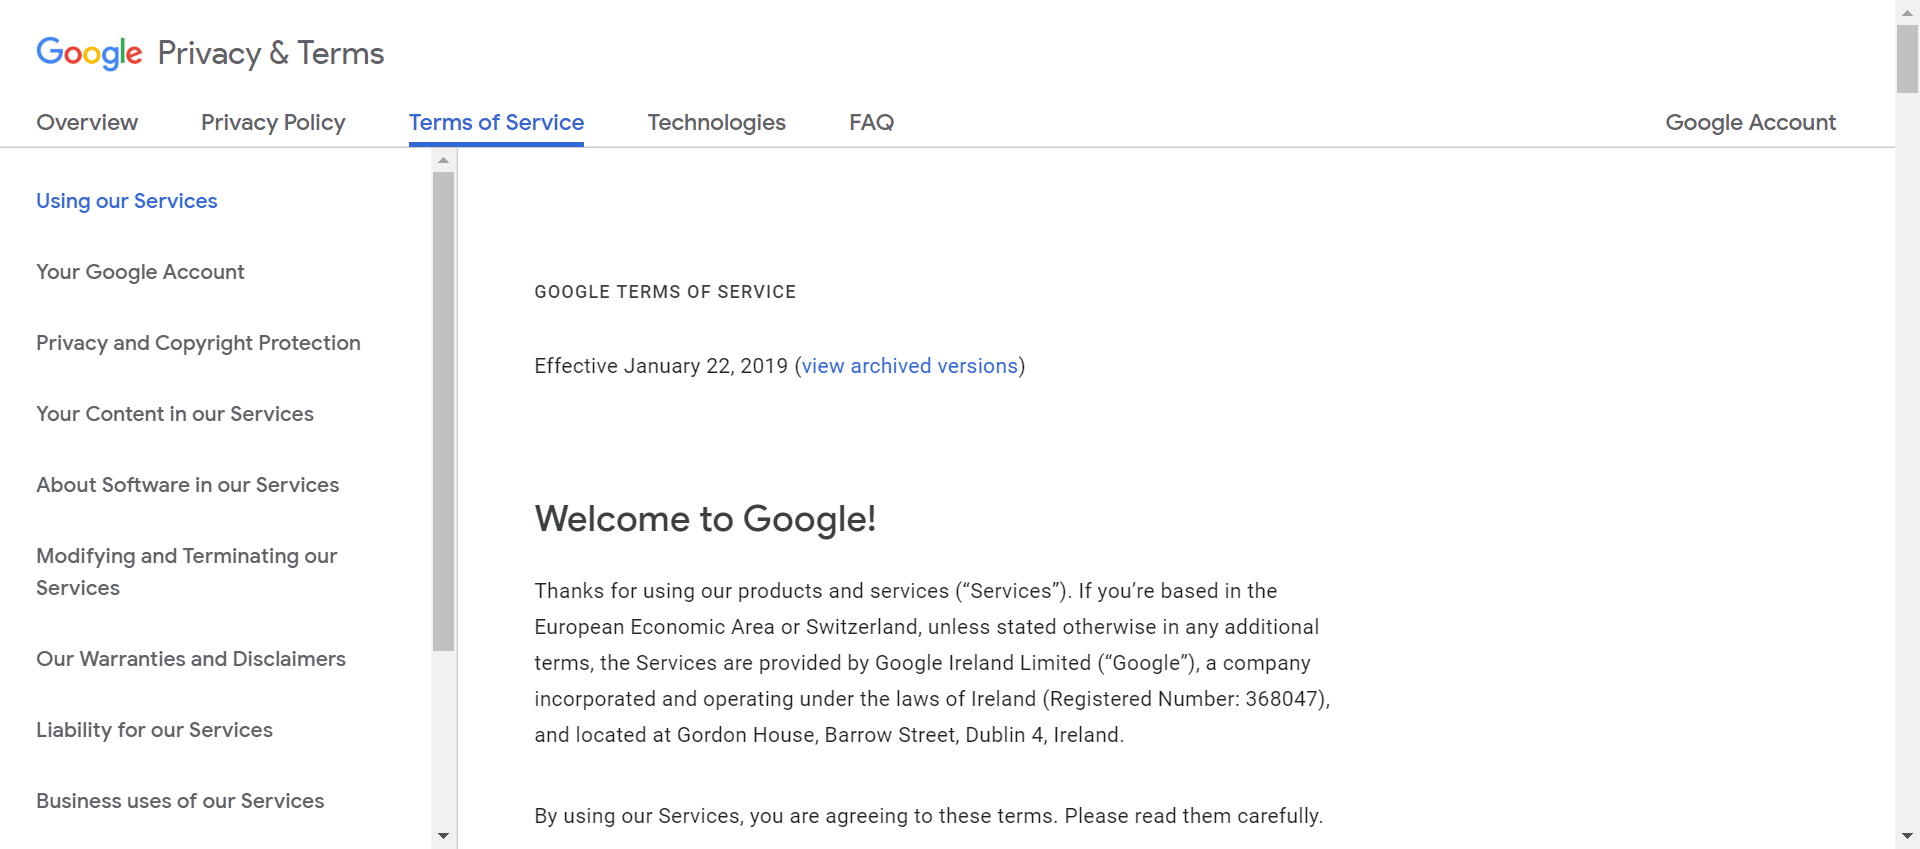 Google Privacy & Terms
Overview
Privacy Policy
Terms of Service
Technologies
FAQ
Google Account
Using our Services
Your Google Account
Privacy and Copyright Protection
Your Content in our Services
About Software in our Services
Modifying and Terminating our
Services
Our Warranties and Disclaimers
Liability for our Services
Business uses of our Services
GOOGLE TERMS OF SERVICE
Effective January 22, 2019 (view archived versions)
Welcome to Google!
Thanks for using our products and services (“Services”). If you’re based in the
European Economic Area or Switzerland, unless stated otherwise in any additional
terms, the Services are provided by Google Ireland Limited (“Google”), a company
incorporated and operating under the laws of Ireland (Registered Number: 368047),
and located at Gordon House, Barrow Street, Dublin 4, Ireland.
By using our Services, you are agreeing to these terms. Please read them carefully.